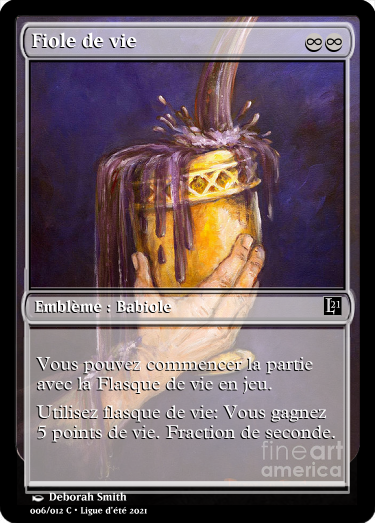 Fiole de vie ∞∞
Emblème : Babiole L21
Vous pouvez commencer la partie
avec la Flasque de vie en jeu.
Utilisez flasque de vie: Vous gagnez
5 points de vie. Fraction de seconde.
fineart
america
Deborah Smith
006/012 C • Ligue d'été 2021